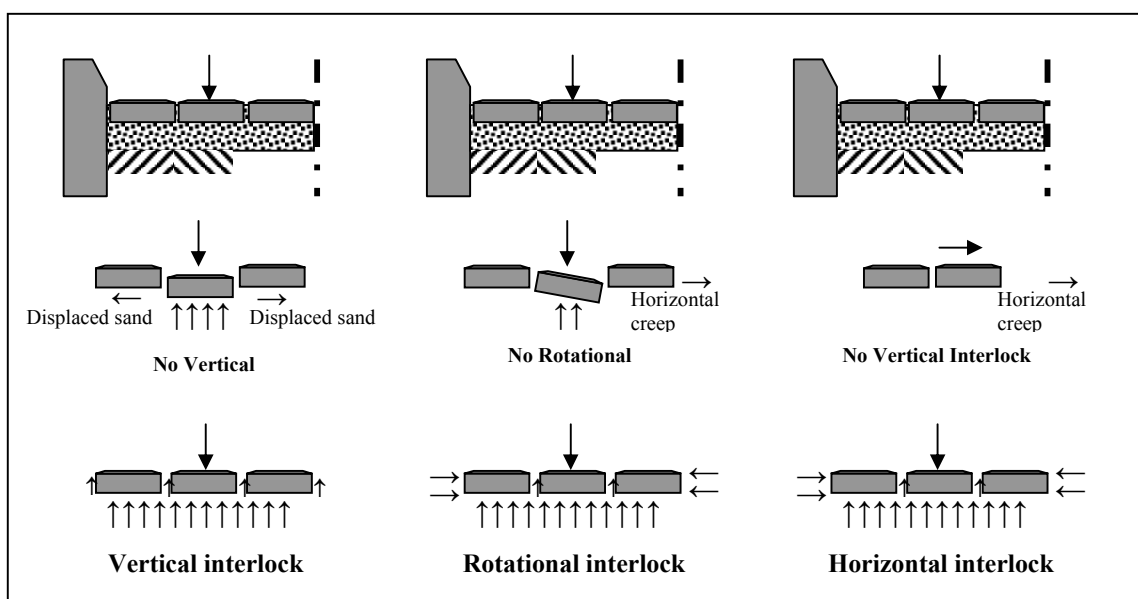 Displaced sand
Displaced sand
No Vertical
Horizontal
creep
No Rotational
Horizontal
creep
No Vertical Interlock
Vertical interlock
Rotational interlock
Horizontal interlock